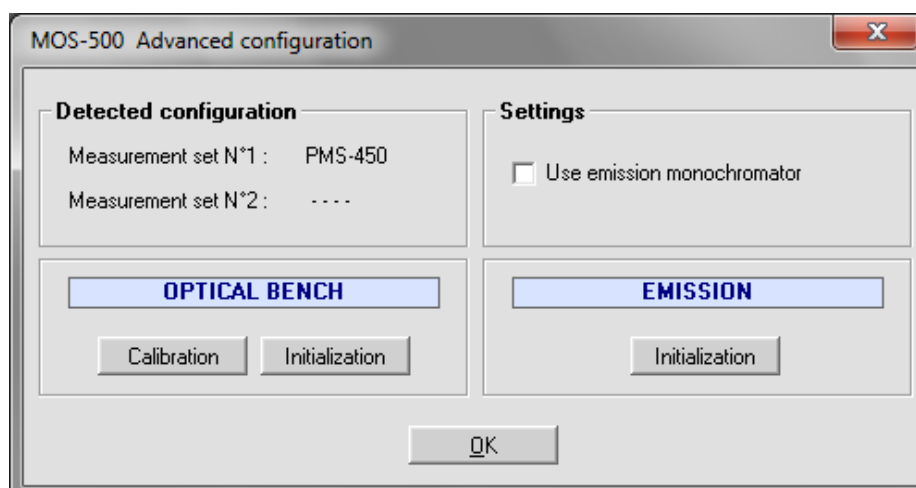 MOS-500 Advanced configuration
Detected configuration
Measurement set N°1 : PMS-450
Measurement set N°2 : - - - -
Settings
Use emission monochromator
OPTICAL BENCH
Calibration Initialization
EMISSION
Initialization
OK